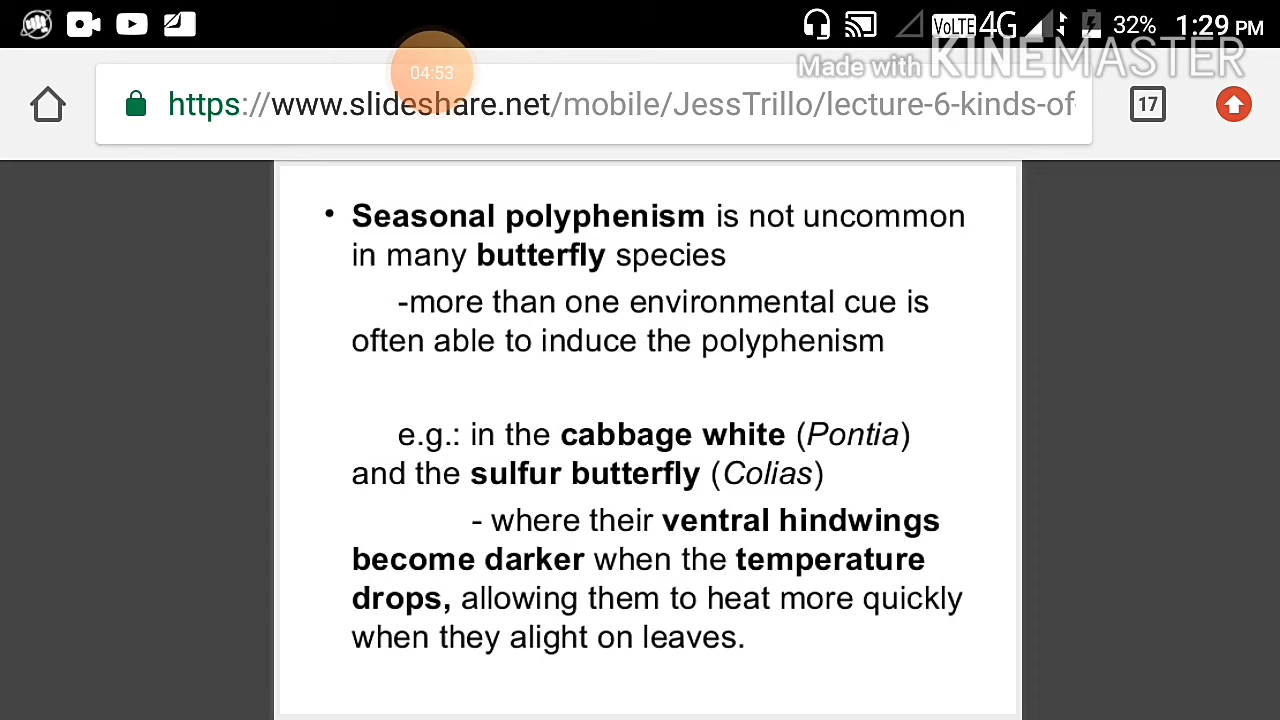 VoLTE 4G 32% 1:29 PM
04:53
Made with KINEMASTER
https://www.slideshare.net/mobile/JessTrillo/lecture-6-kinds-of-
17
• Seasonal polyphenism is not uncommon
in many butterfly species
-more than one environmental cue is
often able to induce the polyphenism
e.g.: in the cabbage white (Pontia)
and the sulfur butterfly (Colias)
- where their ventral hindwings
become darker when the temperature
drops, allowing them to heat more quickly
when they alight on leaves.